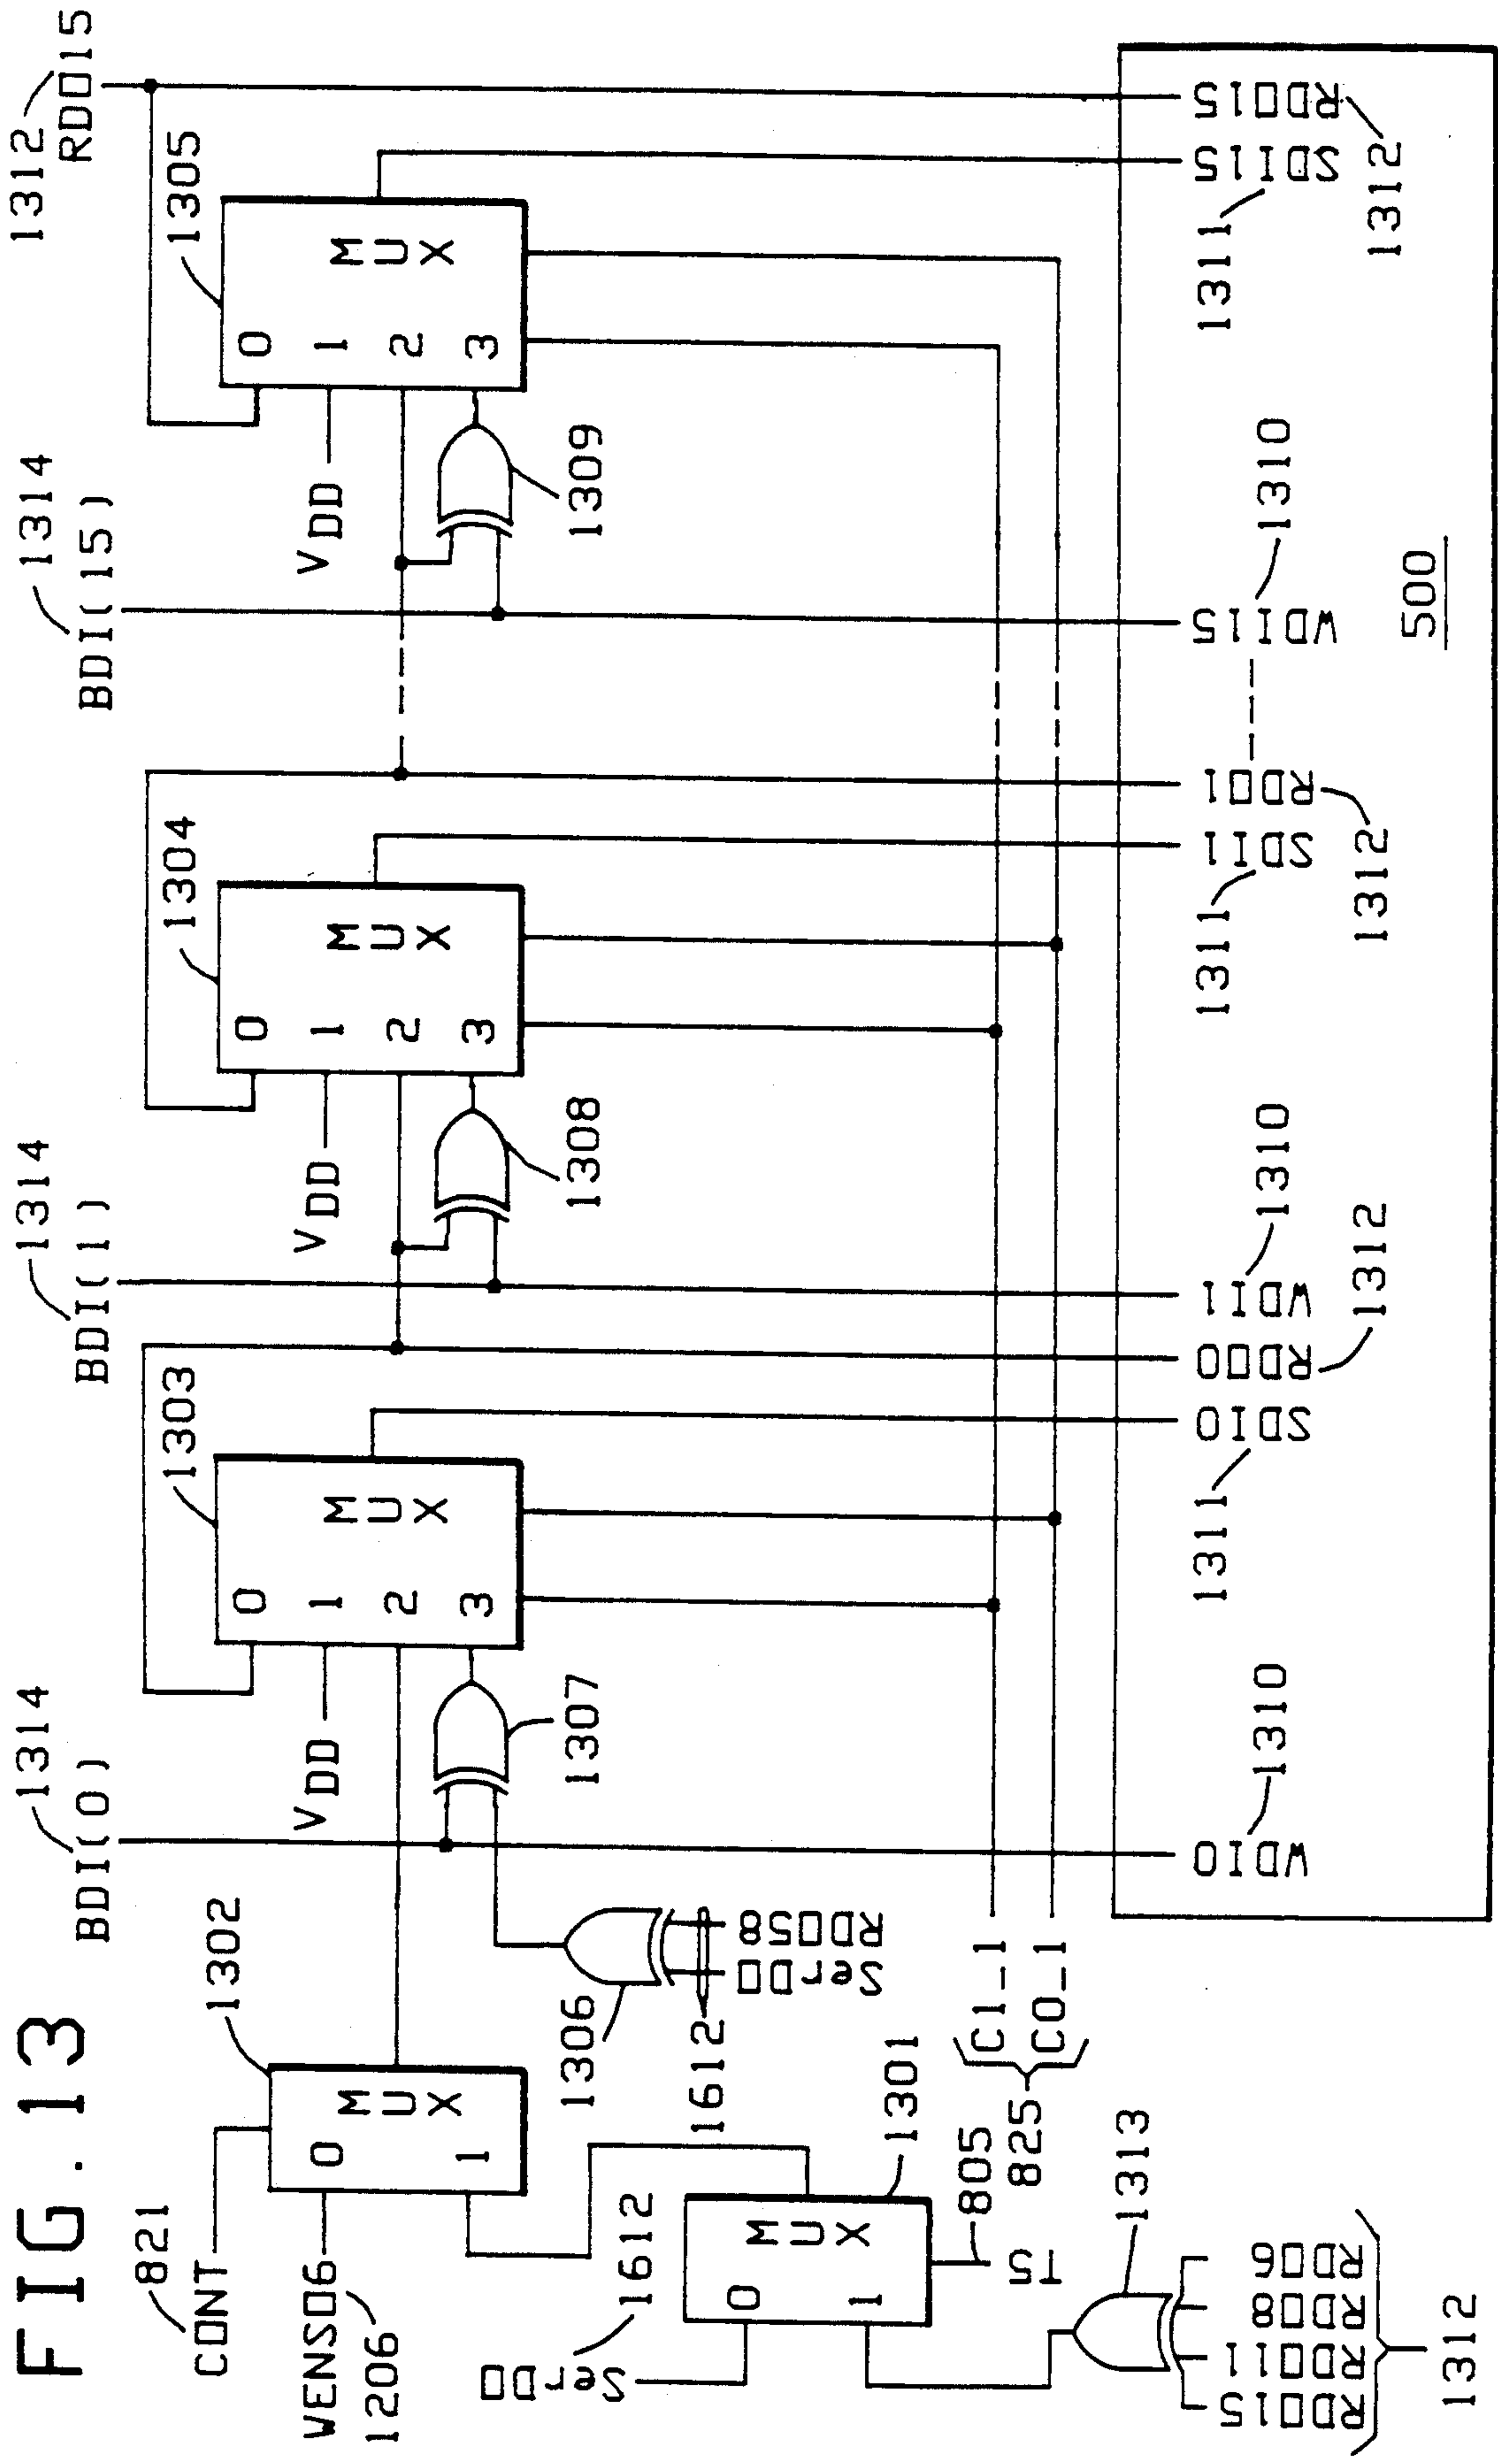 FIG. 13
1312
RDO15
1305
0
1
2
3
MUX
VDD
1309
1314
BDI(15)
1304
0
1
2
3
MUX
VDD
1308
1314
BDI(1)
1303
0
1
2
3
MUX
VDD
1307
1314
BDI(0)
1302
0
1
MUX
821
CONT
WENSO6
1206
1306
SerDO
RDO58
1612
1301
0
1
MUX
1612
SerDO
T5
805
825
C1_1
C0_1
1313
RDO15
RDO11
RDO8
RDO6
1312
WDI0
1310
SDI0
1311
RDO0
1312
WDI1
1310
SDI1
1311
RDO1
1312
WDI15
1310
SDI15
1311
RDO15
1312
500